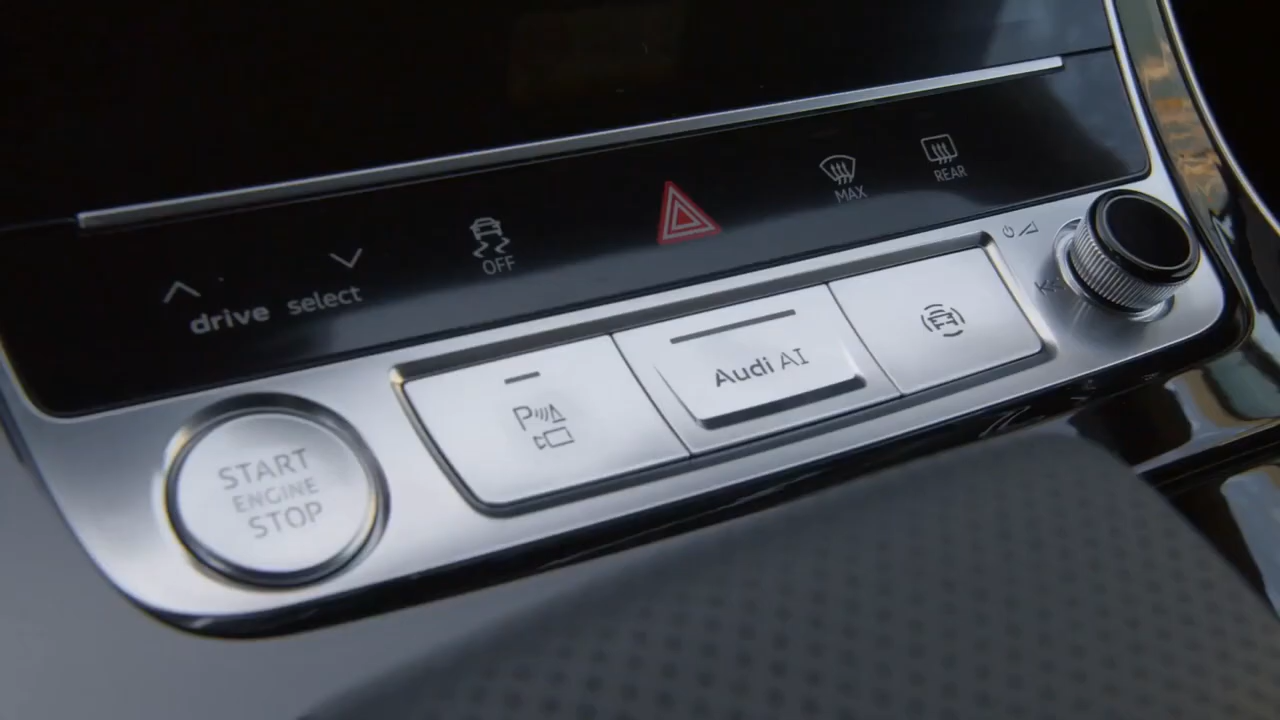 drive select
OFF
MAX
REAR
START
ENGINE
STOP
P
Audi AI